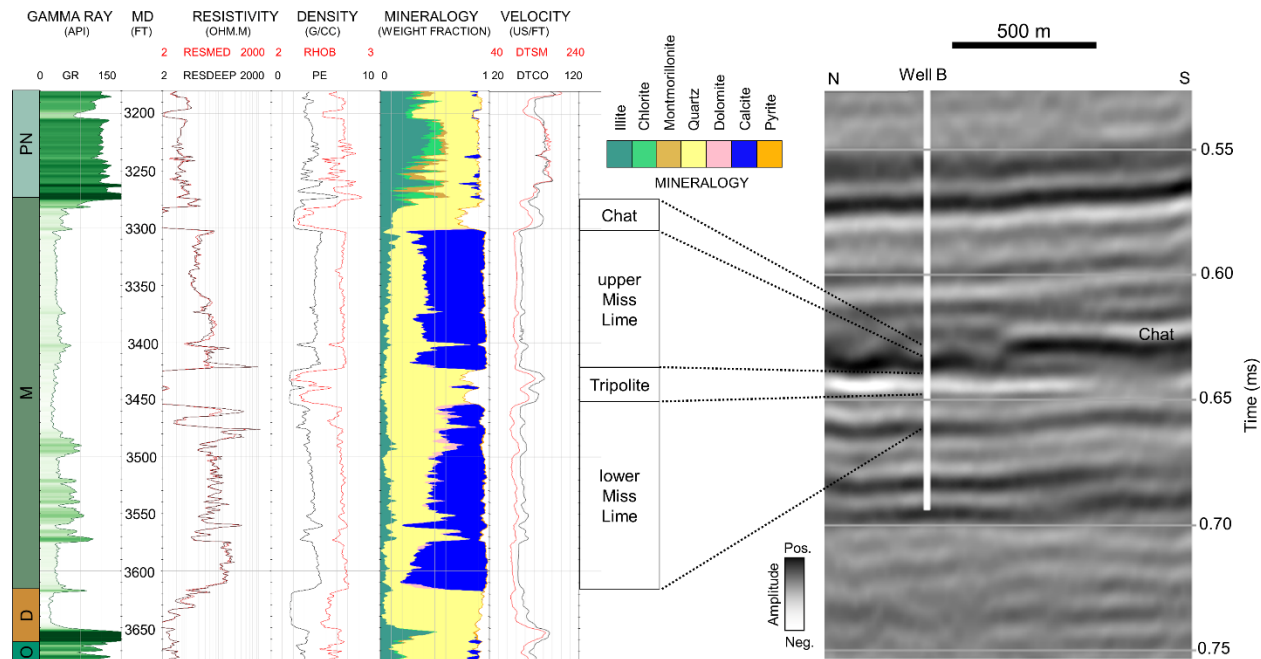 GAMMA RAY MD RESISTIVITY DENSITY MINERALOGY VELOCITY
(API) (FT) (OHM.M) (G/CC) (WEIGHT FRACTION) (US/FT)
2 RESMED 2000 2 RHOB 3 40 DTSM 240
0 GR 150 2 RESDEEP 2000 0 PE 10 0 1 20 DTCO 120
PN
M
D
O
3200
3250
3300
3350
3400
3450
3500
3550
3600
3650
Illite
Chlorite
Montmorillonite
Quartz
Dolomite
Calcite
Pyrite
MINERALOGY
Chat
upper
Miss
Lime
Tripolite
lower
Miss
Lime
500 m
N Well B S
Chat
0.55
0.60
0.65
0.70
0.75
Time (ms)
Pos.
Amplitude
Neg.